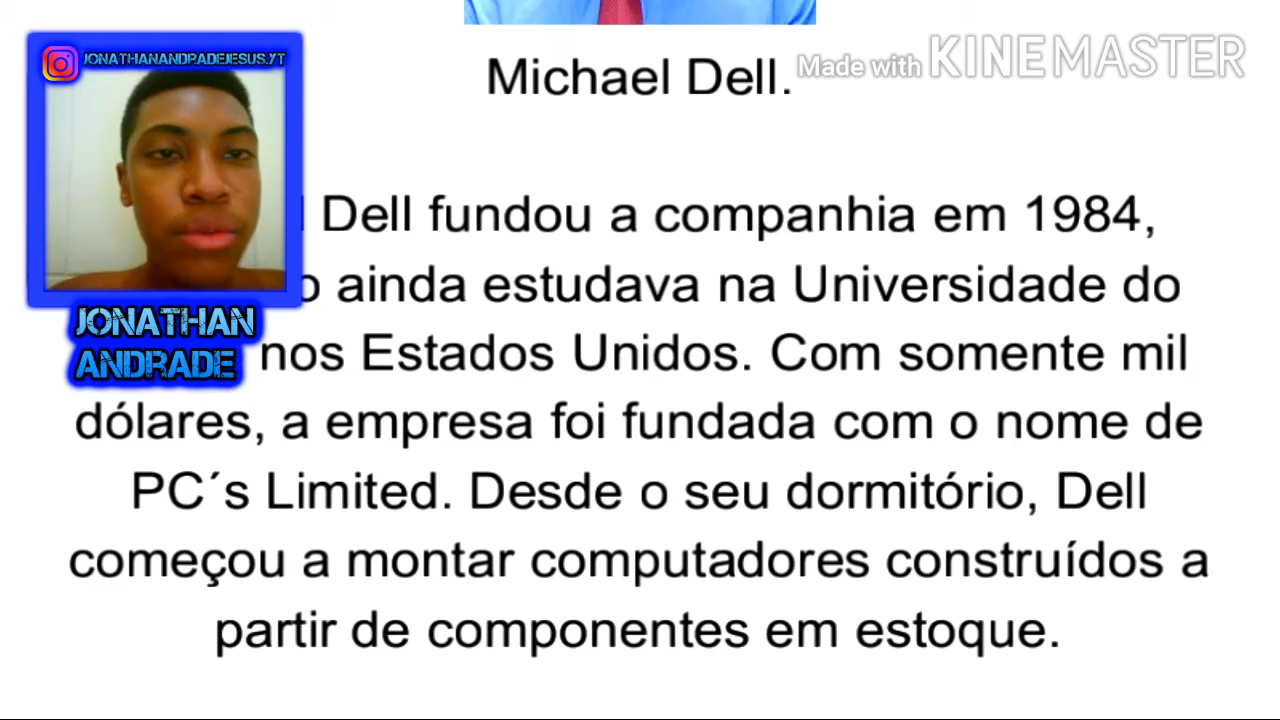 Made with KINEMASTER
JONATHANANDRADEJESUS.YT
Michael Dell.
Dell fundou a companhia em 1984,
ainda estudava na Universidade do
nos Estados Unidos. Com somente mil
JONATHAN
ANDRADE
dólares, a empresa foi fundada com o nome de
PC´s Limited. Desde o seu dormitório, Dell
começou a montar computadores construídos a
partir de componentes em estoque.